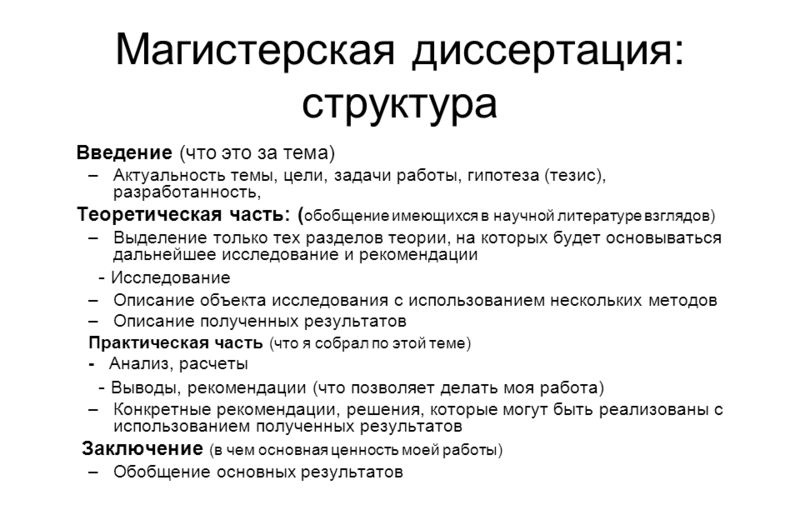 Магистерская диссертация:
структура
Введение (что это за тема)
– Актуальность темы, цели, задачи работы, гипотеза (тезис),
разработанность,
Теоретическая часть: (обобщение имеющихся в научной литературе взглядов)
– Выделение только тех разделов теории, на которых будет основываться
дальнейшее исследование и рекомендации
- Исследование
– Описание объекта исследования с использованием нескольких методов
– Описание полученных результатов
Практическая часть (что я собрал по этой теме)
- Анализ, расчеты
- Выводы, рекомендации (что позволяет делать моя работа)
– Конкретные рекомендации, решения, которые могут быть реализованы с
использованием полученных результатов
Заключение (в чем основная ценность моей работы)
– Обобщение основных результатов